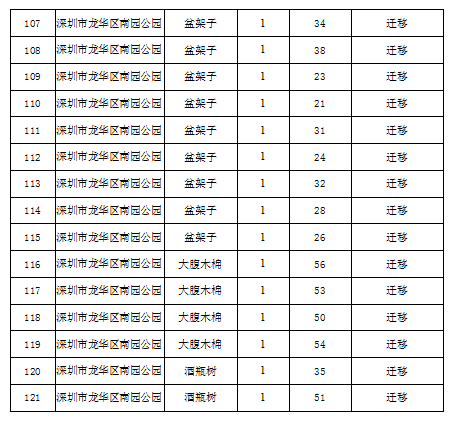 107 深圳市龙华区南园公园 盆架子 1 34 迁移
108 深圳市龙华区南园公园 盆架子 1 38 迁移
109 深圳市龙华区南园公园 盆架子 1 23 迁移
110 深圳市龙华区南园公园 盆架子 1 21 迁移
111 深圳市龙华区南园公园 盆架子 1 31 迁移
112 深圳市龙华区南园公园 盆架子 1 24 迁移
113 深圳市龙华区南园公园 盆架子 1 32 迁移
114 深圳市龙华区南园公园 盆架子 1 28 迁移
115 深圳市龙华区南园公园 盆架子 1 26 迁移
116 深圳市龙华区南园公园 大腹木棉 1 56 迁移
117 深圳市龙华区南园公园 大腹木棉 1 53 迁移
118 深圳市龙华区南园公园 大腹木棉 1 50 迁移
119 深圳市龙华区南园公园 大腹木棉 1 54 迁移
120 深圳市龙华区南园公园 酒瓶树 1 35 迁移
121 深圳市龙华区南园公园 酒瓶树 1 51 迁移